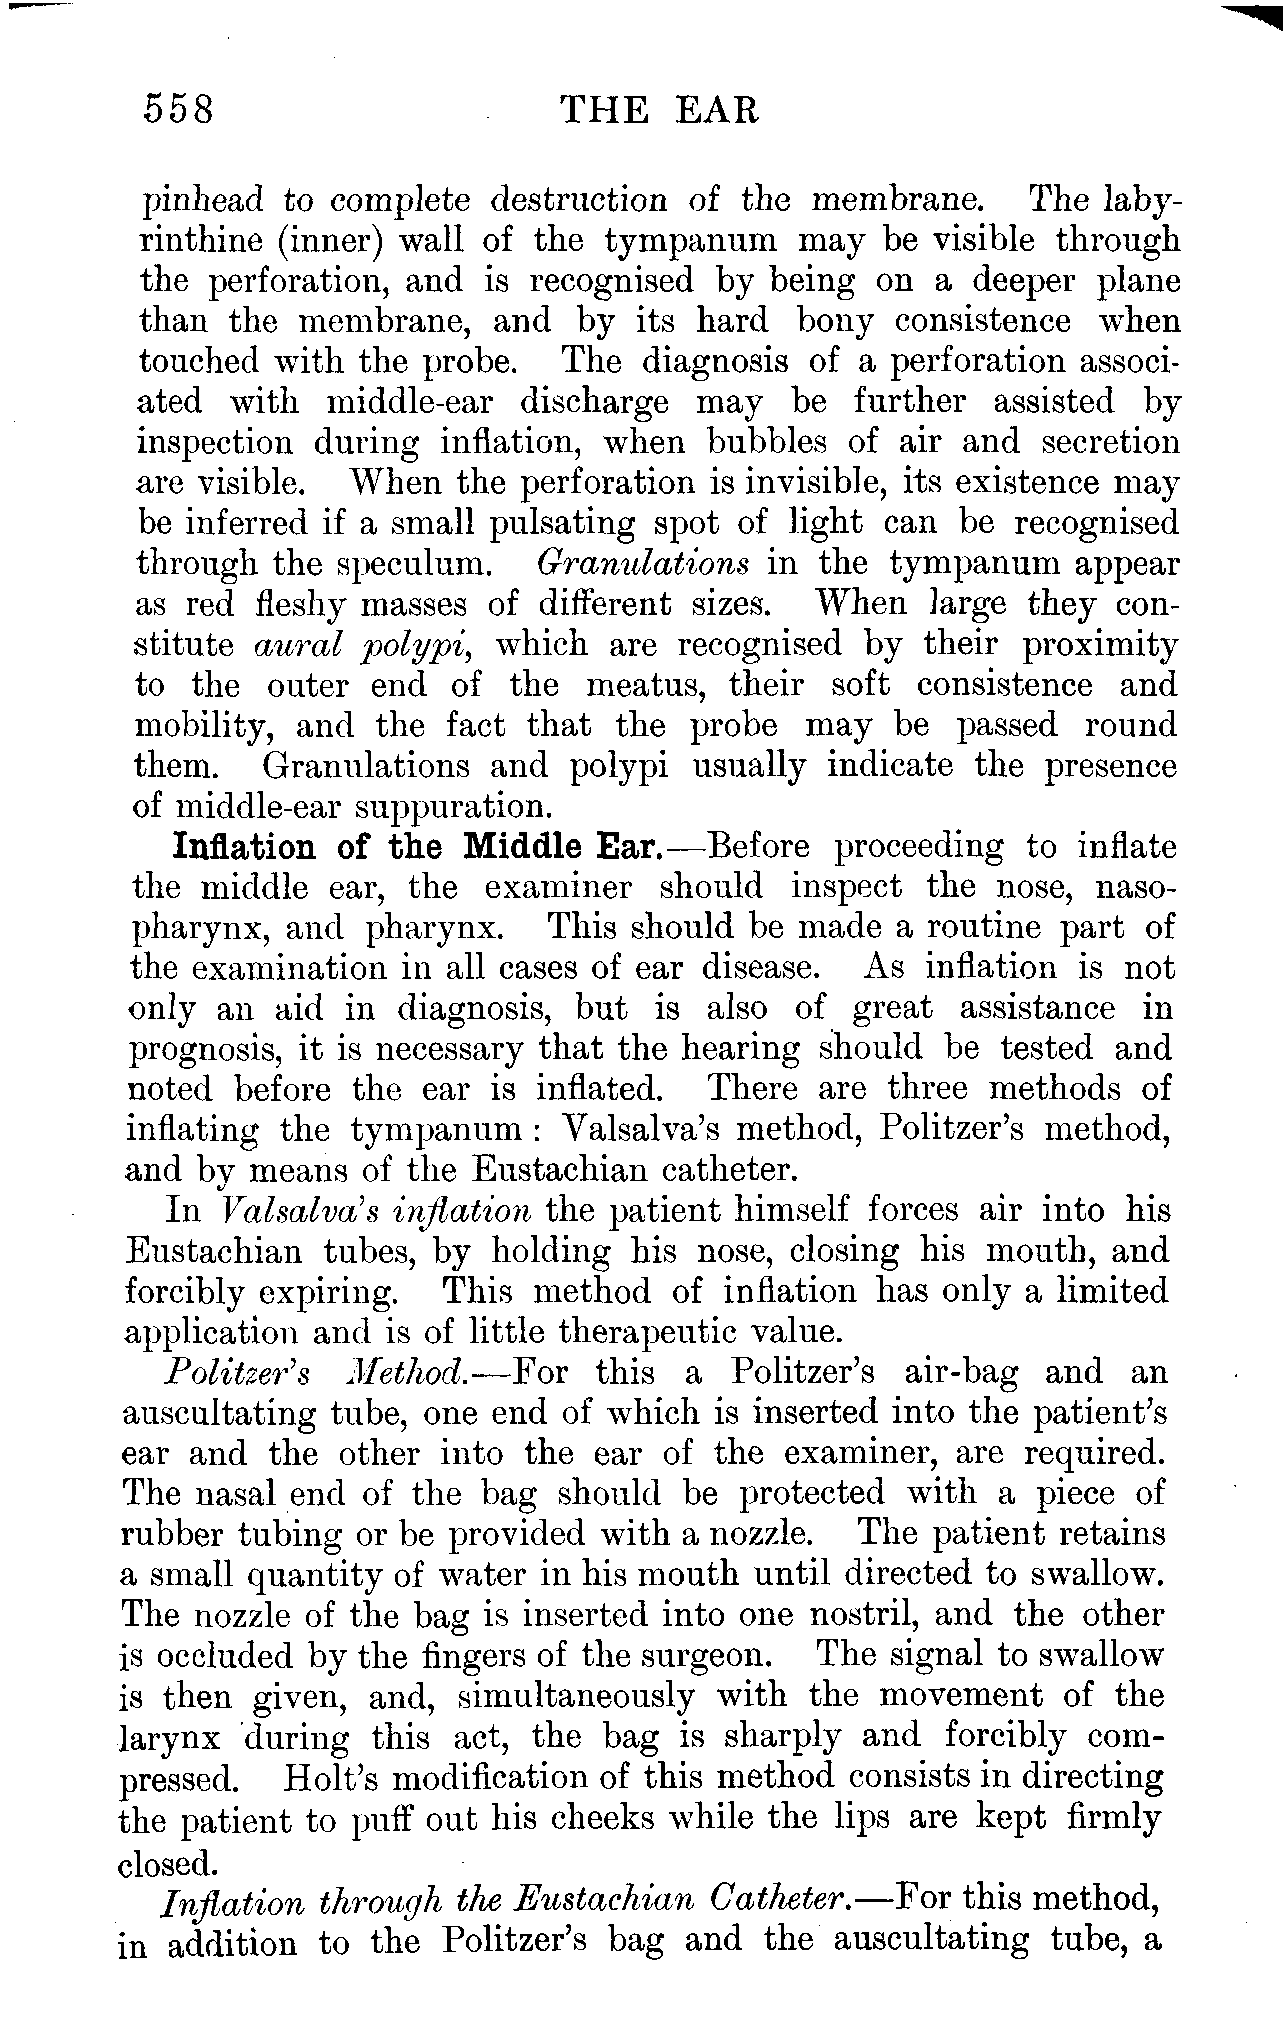 558 THE EAR
pinhead to complete destruction of the membrane. The laby-
rinthine (inner) wall of the tympanum may be visible through
the perforation, and is recognised by being on a deeper plane
than the membrane, and by its hard bony consistence when
touched with the probe. The diagnosis of a perforation associ-
ated with middle-ear discharge may be further assisted by
inspection during inflation, when bubbles of air and secretion
are visible. When the perforation is invisible, its existence may
be inferred if a small pulsating spot of light can be recognised
through the speculum. Granulations in the tympanum appear
as red fleshy masses of different sizes. When large they con-
stitute aural polypi, which are recognised by their proximity
to the outer end of the meatus, their soft consistence and
mobility, and the fact that the probe may be passed round
them. Granulations and polypi usually indicate the presence
of middle-ear suppuration.
Inflation of the Middle Ear.—Before proceeding to inflate
the middle ear, the examiner should inspect the nose, naso-
pharynx, and pharynx. This should be made a routine part of
the examination in all cases of ear disease. As inflation is not
only an aid in diagnosis, but is also of great assistance in
prognosis, it is necessary that the hearing should be tested and
noted before the ear is inflated. There are three methods of
inflating the tympanum : Valsalva's method, Politzer's method,
and by means of the Eustachian catheter.
In Valsalva's inflation the patient himself forces air into his
Eustachian tubes, by holding his nose, closing his mouth, and
forcibly expiring. This method of inflation has only a limited
application and is of little therapeutic value.
Politzer's Method.—For this a Politzer's air-bag and an
auscultating tube, one end of which is inserted into the patient's
ear and the other into the ear of the examiner, are required.
The nasal end of the bag should be protected with a piece of
rubber tubing or be provided with a nozzle. The patient retains
a small quantity of water in his mouth until directed to swallow.
The nozzle of the bag is inserted into one nostril, and the other
is occluded by the fingers of the surgeon. The signal to swallow
is then given, and, simultaneously with the movement of the
larynx during this act, the bag is sharply and forcibly com-
pressed. Holt's modification of this method consists in directing
the patient to puff out his cheeks while the lips are kept firmly
closed.
Inflation through the Eustachian Catheter.—For this method,
in addition to the Politzer's bag and the auscultating tube, a